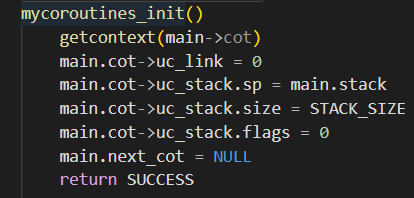 mycoroutines_init()
getcontext(main->cot)
main.cot->uc_link = 0
main.cot->uc_stack.sp = main.stack
main.cot->uc_stack.size = STACK_SIZE
main.cot->uc_stack.flags = 0
main.next_cot = NULL
return SUCCESS